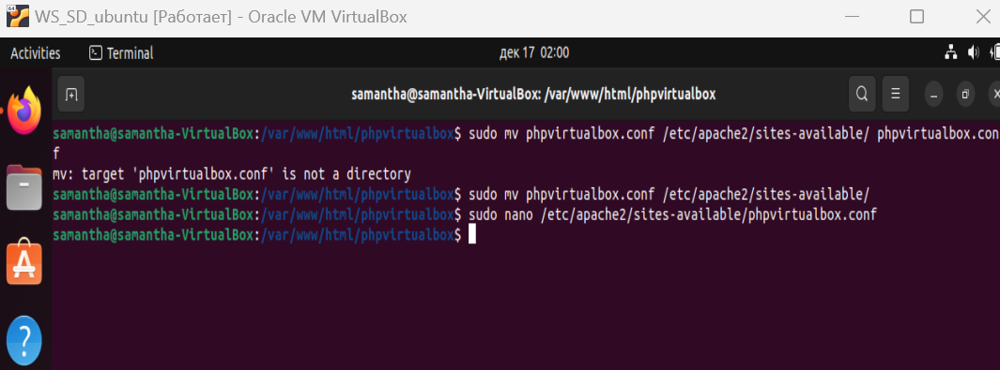 WS_SD_ubuntu [Работает] - Oracle VM VirtualBox
Activities Terminal дек 17 02:00
samantha@samantha-VirtualBox: /var/www/html/phpvirtualbox
samantha@samantha-VirtualBox:/var/www/html/phpvirtualbox$ sudo mv phpvirtualbox.conf /etc/apache2/sites-available/ phpvirtualbox.con
f
mv: target 'phpvirtualbox.conf' is not a directory
samantha@samantha-VirtualBox:/var/www/html/phpvirtualbox$ sudo mv phpvirtualbox.conf /etc/apache2/sites-available/
samantha@samantha-VirtualBox:/var/www/html/phpvirtualbox$ sudo nano /etc/apache2/sites-available/phpvirtualbox.conf
samantha@samantha-VirtualBox:/var/www/html/phpvirtualbox$